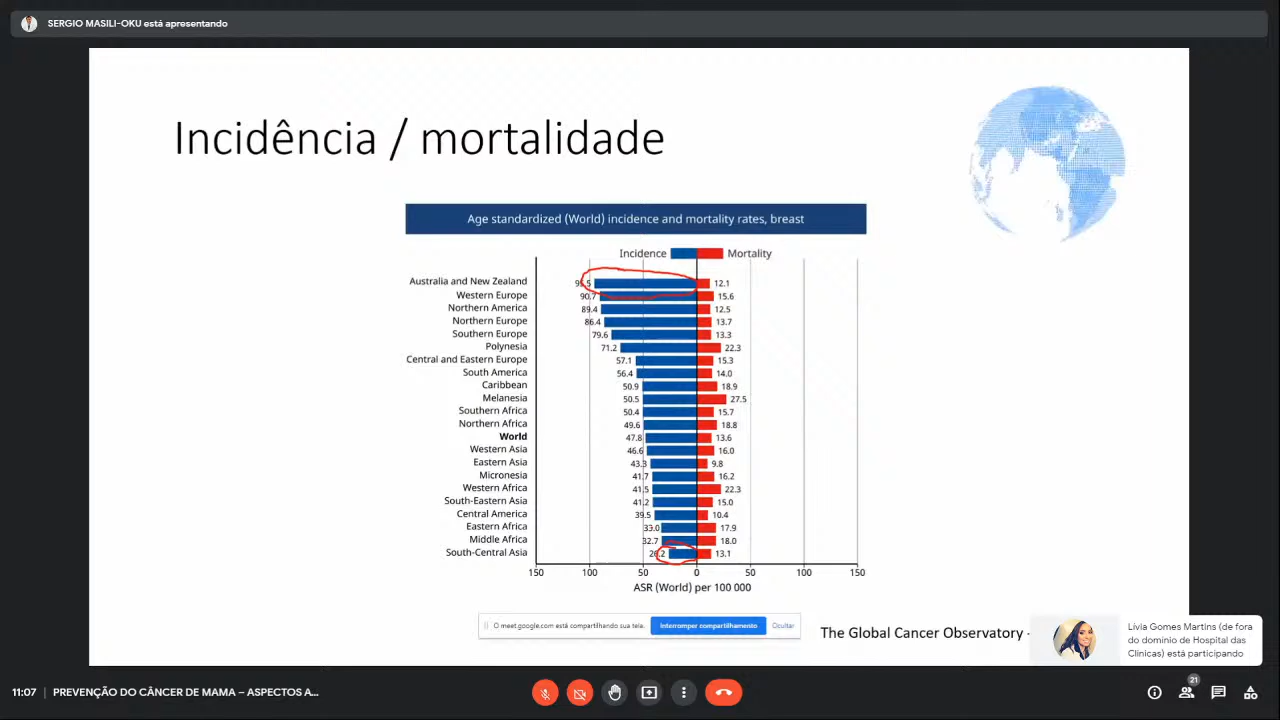 SERGIO MASILI-OKU está apresentando
Incidência / mortalidade
Age standardized (World) incidence and mortality rates, breast
Incidence Mortality
Australia and New Zealand 12.1
Western Europe 90.7 15.6
Northern America 89.4 12.5
Northern Europe 86.4 13.7
Southern Europe 79.6 13.3
Polynesia 71.2 22.3
Central and Eastern Europe 57.1 15.3
South America 56.4 14.0
Caribbean 50.9 18.9
Melanesia 50.5 27.5
Southern Africa 50.4 15.7
Northern Africa 49.6 18.8
World 47.8 13.6
Western Asia 46.6 16.0
Eastern Asia 43.3 9.8
Micronesia 41.7 16.2
Western Africa 41.5 22.3
South-Eastern Asia 41.2 15.0
Central America 39.5 10.4
Eastern Africa 33.0 17.9
Middle Africa 32.7 18.0
South-Central Asia 26.2 13.1
150 100 50 0 50 100 150
ASR (World) per 100 000
O meet.google.com está compartilhando sua tela. Interromper compartilhamento Ocultar
The Global Cancer Observatory -
Lívia Gomes Martins (de fora
do domínio de Hospital das
Clínicas) está participando
11:07 | PREVENÇÃO DO CÂNCER DE MAMA – ASPECTOS A...
21